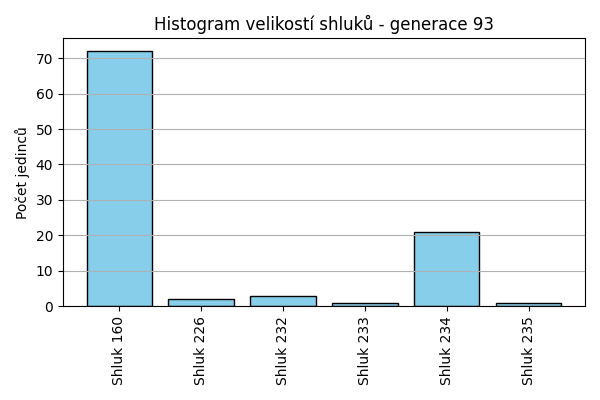 Histogram velikostí shluků - generace 93
Počet jedinců
70
60
50
40
30
20
10
0
Shluk 160
Shluk 226
Shluk 232
Shluk 233
Shluk 234
Shluk 235